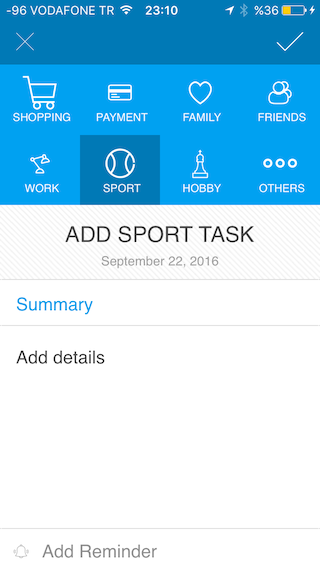 -96 VODAFONE TR 23:10 %36
SHOPPING PAYMENT FAMILY FRIENDS
WORK SPORT HOBBY OTHERS
ADD SPORT TASK
September 22, 2016
Summary
Add details
Add Reminder